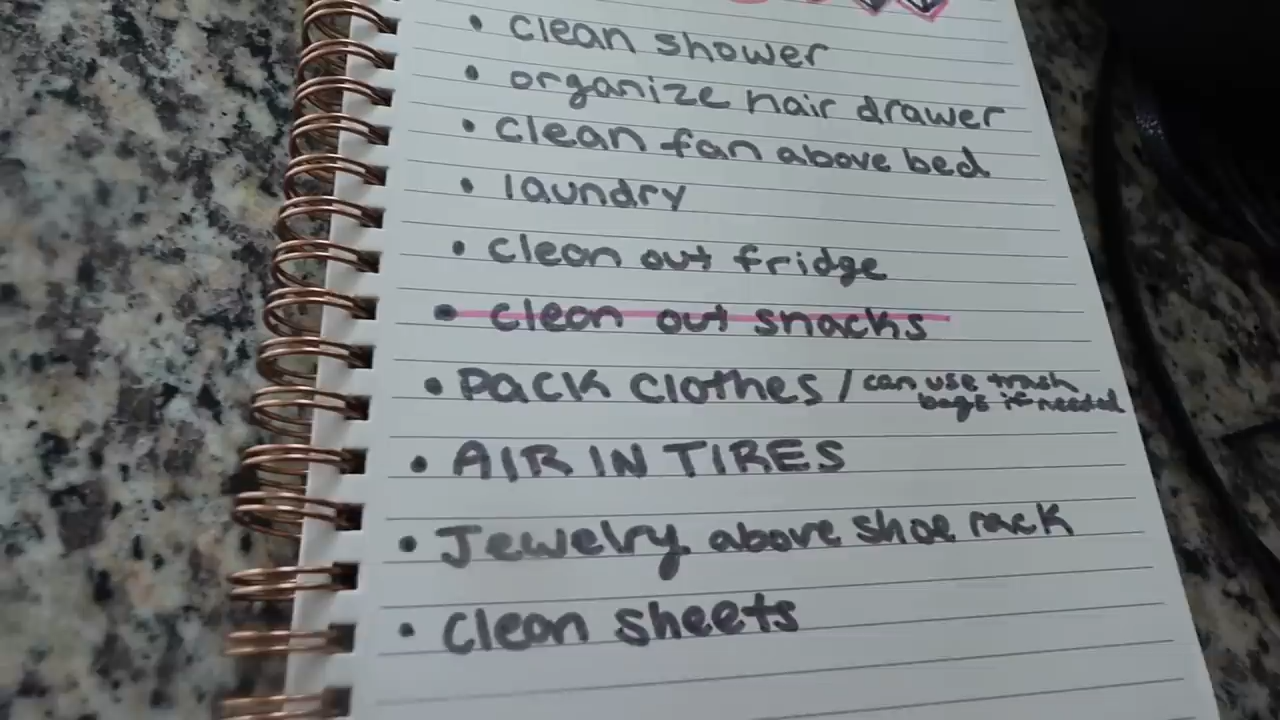 • clean shower
• organize hair drawer
• clean fan above bed
• laundry
• clean out fridge
• clean out snacks
• Pack clothes / can use trash
bags if needed
• AIR IN TIRES
• Jewelry above shoe rack
• clean sheets